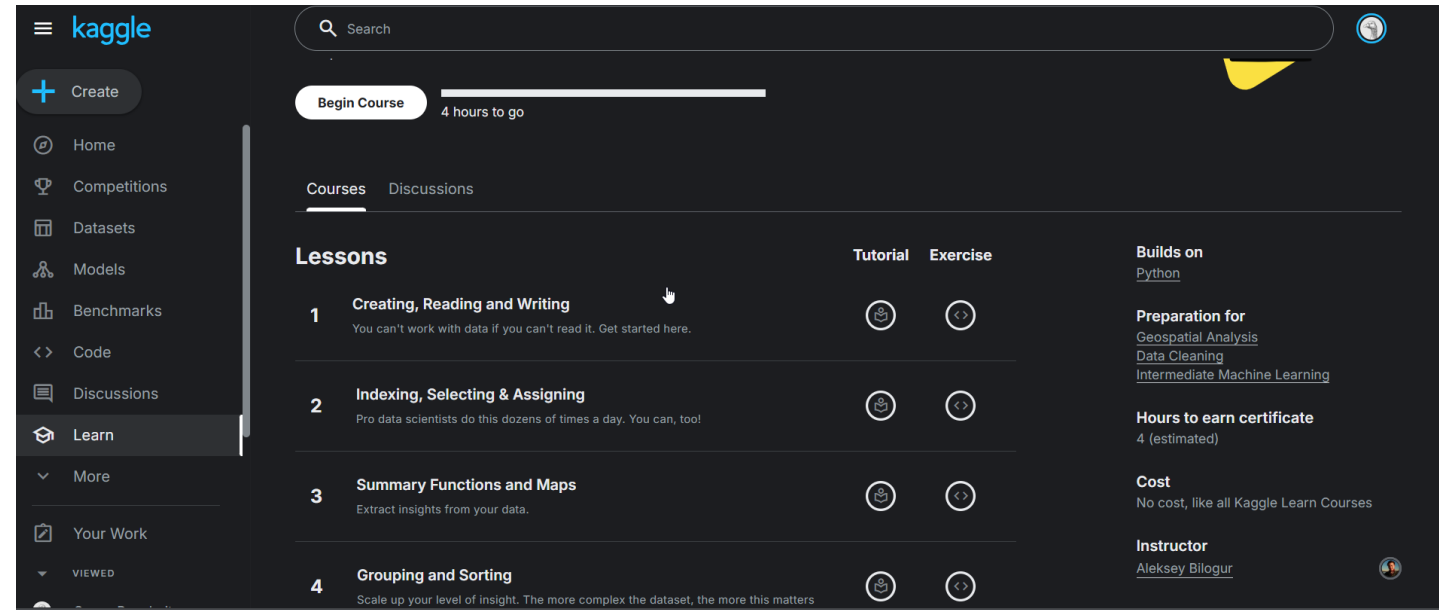 kaggle
Search
Create
Begin Course
4 hours to go
Home
Competitions
Courses Discussions
Datasets
Models
Lessons Tutorial Exercise
Builds on
Python
Benchmarks
1 Creating, Reading and Writing
You can't work with data if you can't read it. Get started here.
Preparation for
Geospatial Analysis
Data Cleaning
Intermediate Machine Learning
Code
Discussions
2 Indexing, Selecting & Assigning
Pro data scientists do this dozens of times a day. You can, too!
Hours to earn certificate
4 (estimated)
Learn
More
3 Summary Functions and Maps
Extract insights from your data.
Cost
No cost, like all Kaggle Learn Courses
Your Work
Instructor
Aleksey Bilogur
VIEWED
4 Grouping and Sorting
Scale up your level of insight. The more complex the dataset, the more this matters